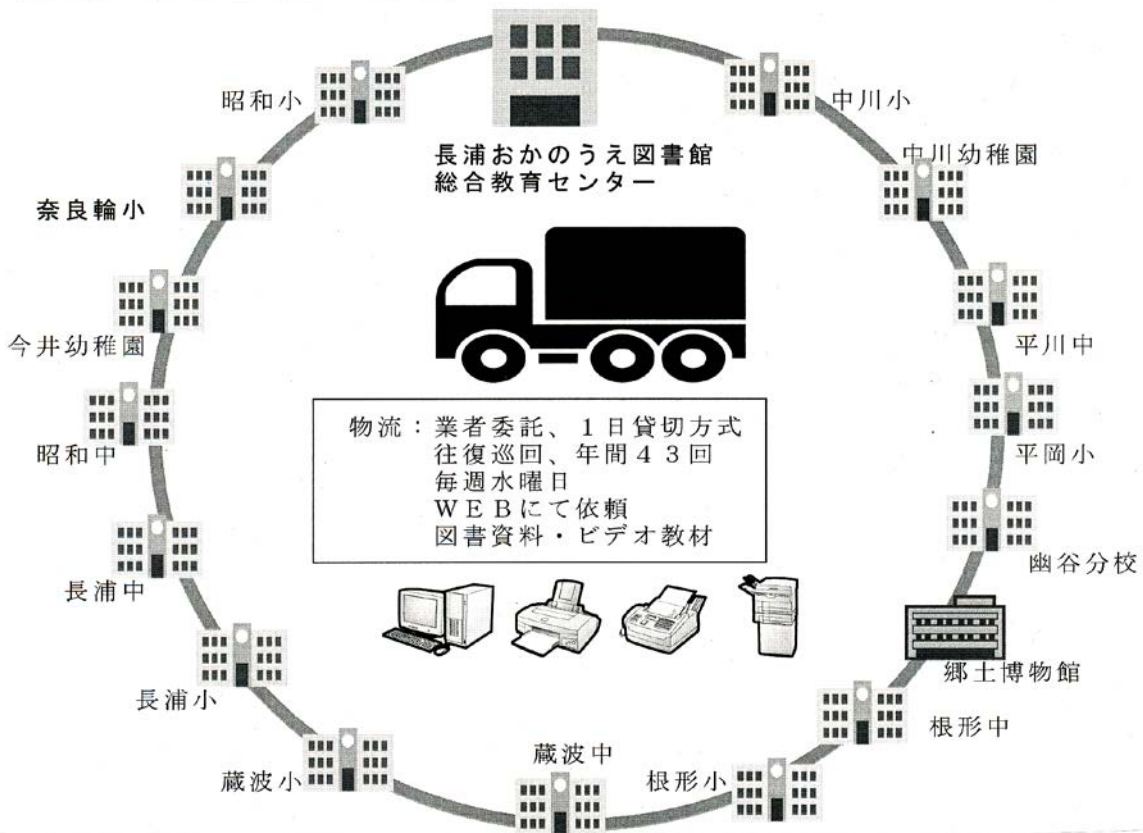 昭和小
中川小
長浦おかのうえ図書館
総合教育センター
中川幼稚園
奈良輪小
今井幼稚園
平川中
物流：業者委託、１日貸切方式
往復巡回、年間４３回
毎週水曜日
ＷＥＢにて依頼
図書資料・ビデオ教材
昭和中
平岡小
長浦中
幽谷分校
郷土博物館
長浦小
根形中
蔵波小
蔵波中
根形小